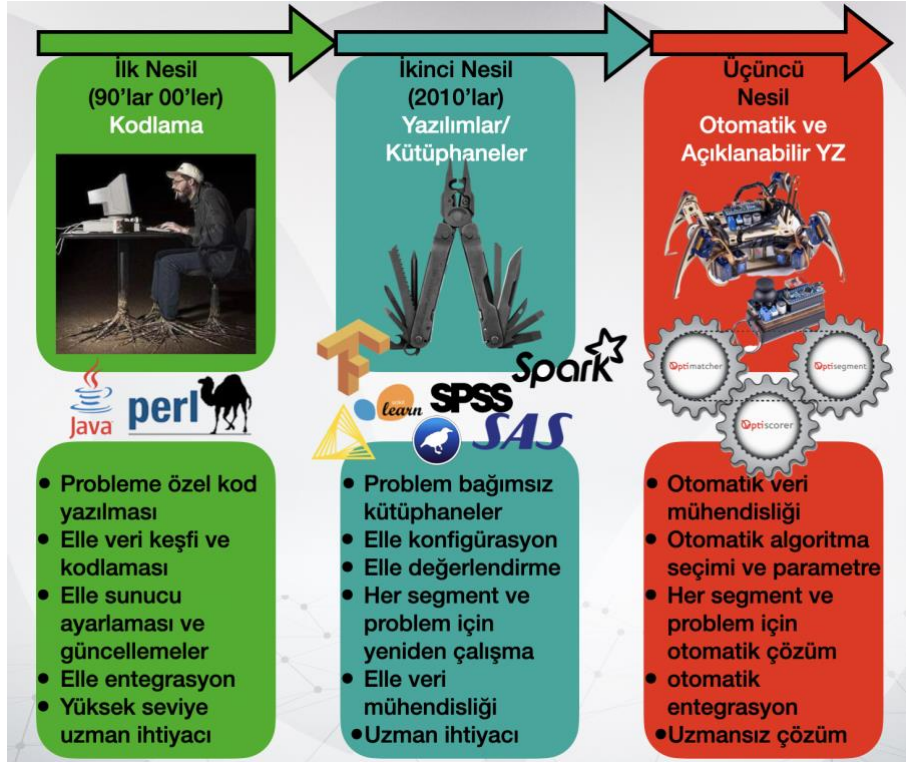 İlk Nesil
(90'lar 00'ler)
Kodlama
Java
perl
Probleme özel kod
yazılması
Elle veri keşfi ve
kodlaması
Elle sunucu
ayarlaması ve
güncellemeler
Elle entegrasyon
Yüksek seviye
uzman ihtiyacı
İkinci Nesil
(2010'lar)
Yazılımlar/
Kütüphaneler
Spark
learn
SPSS
SAS
Problem bağımsız
kütüphaneler
Elle konfigürasyon
Elle değerlendirme
Her segment ve
problem için
yeniden çalışma
Elle veri
mühendisliği
Uzman ihtiyacı
Üçüncü
Nesil
Otomatik ve
Açıklanabilir YZ
Optimatcher
Optisegment
Optiscorer
Otomatik veri
mühendisliği
Otomatik algoritma
seçimi ve parametre
Her segment ve
problem için
otomatik çözüm
otomatik
entegrasyon
Uzmansız çözüm